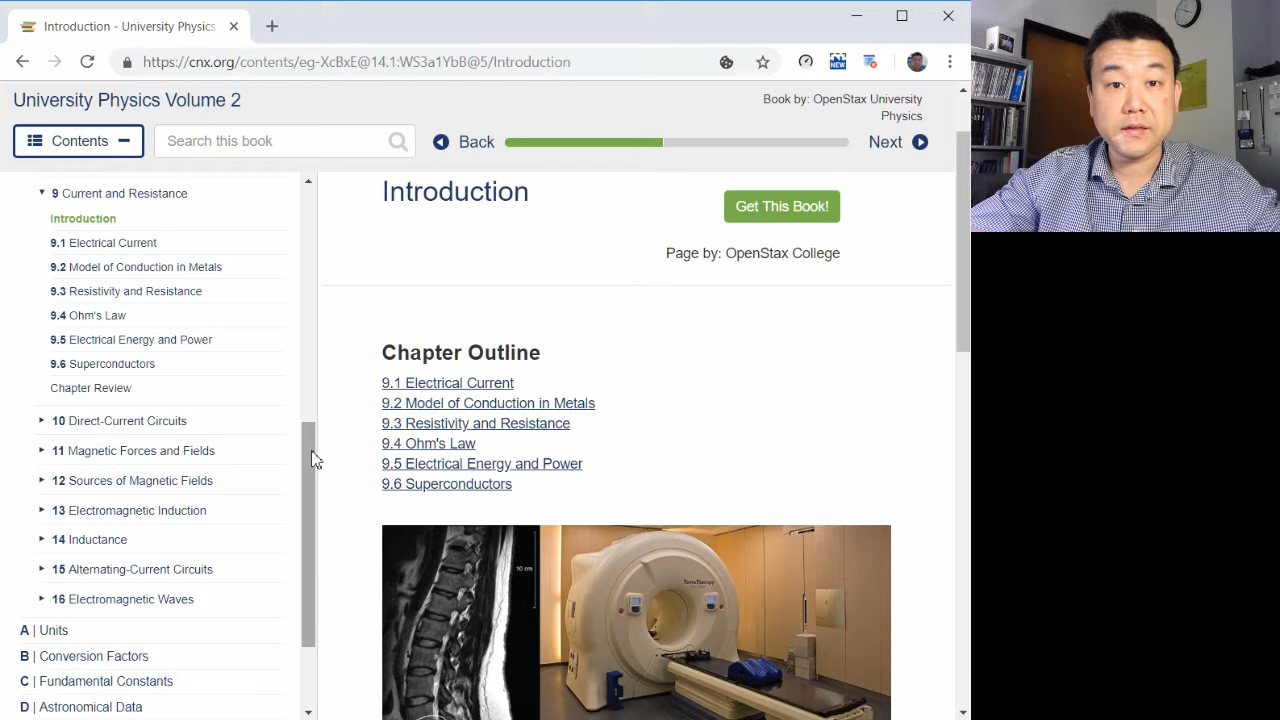 Introduction - University Physics
https://cnx.org/contents/eg-XcBxE@14.1:WS3a1YbB@5/Introduction
NEW
University Physics Volume 2
Book by: OpenStax University
Physics
Contents
Search this book
Back
Next
9 Current and Resistance
Introduction
9.1 Electrical Current
9.2 Model of Conduction in Metals
9.3 Resistivity and Resistance
9.4 Ohm's Law
9.5 Electrical Energy and Power
9.6 Superconductors
Chapter Review
10 Direct-Current Circuits
11 Magnetic Forces and Fields
12 Sources of Magnetic Fields
13 Electromagnetic Induction
14 Inductance
15 Alternating-Current Circuits
16 Electromagnetic Waves
A | Units
B | Conversion Factors
C | Fundamental Constants
D | Astronomical Data
Introduction
Get This Book!
Page by: OpenStax College
Chapter Outline
9.1 Electrical Current
9.2 Model of Conduction in Metals
9.3 Resistivity and Resistance
9.4 Ohm's Law
9.5 Electrical Energy and Power
9.6 Superconductors
10 cm